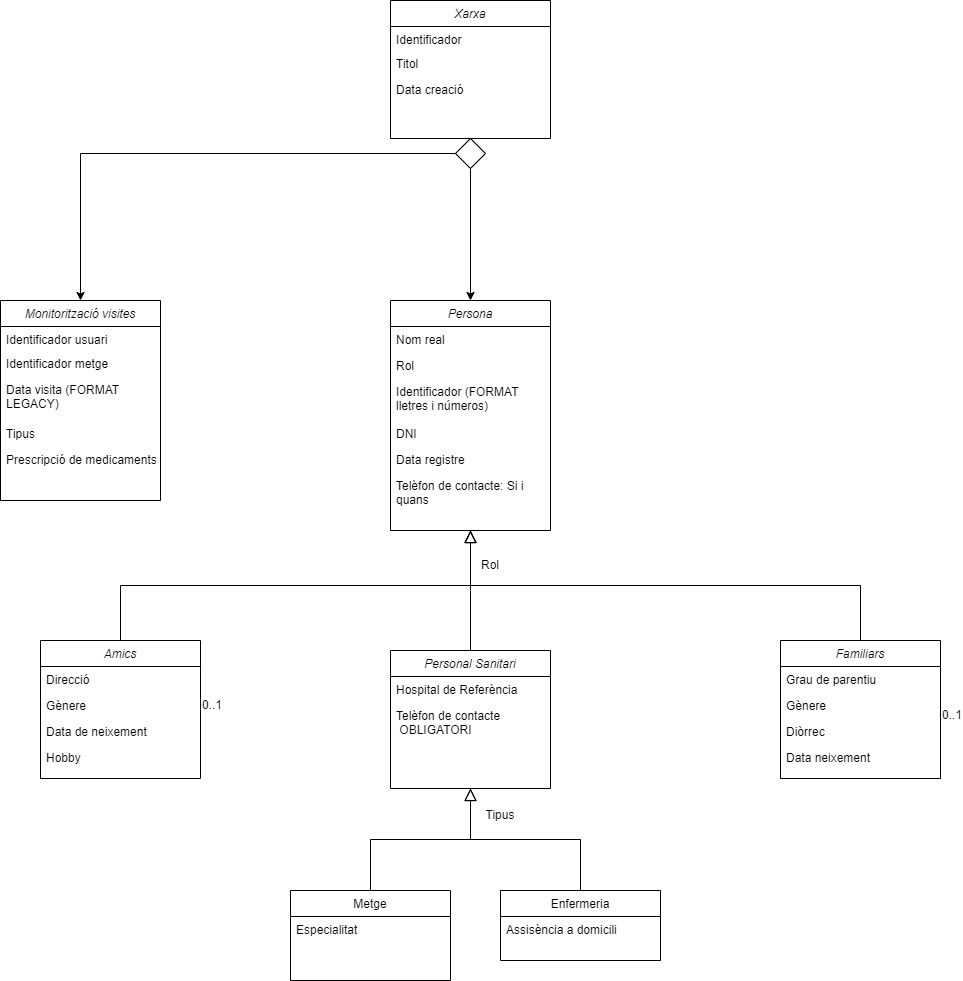 Xarxa
Identificador
Titol
Data creació
Monitorització visites
Identificador usuari
Identificador metge
Data visita (FORMAT
LEGACY)
Tipus
Prescripció de medicaments
Persona
Nom real
Rol
Identificador (FORMAT
lletres i números)
DNI
Data registre
Telèfon de contacte: Si i
quans
Rol
Amics
Direcció
Gènere
Data de neixement
Hobby
0..1
Personal Sanitari
Hospital de Referència
Telèfon de contacte
OBLIGATORI
Familiars
Grau de parentiu
Gènere
Diòrrec
Data neixement
0..1
Tipus
Metge
Especialitat
Enfermeria
Assisència a domicili